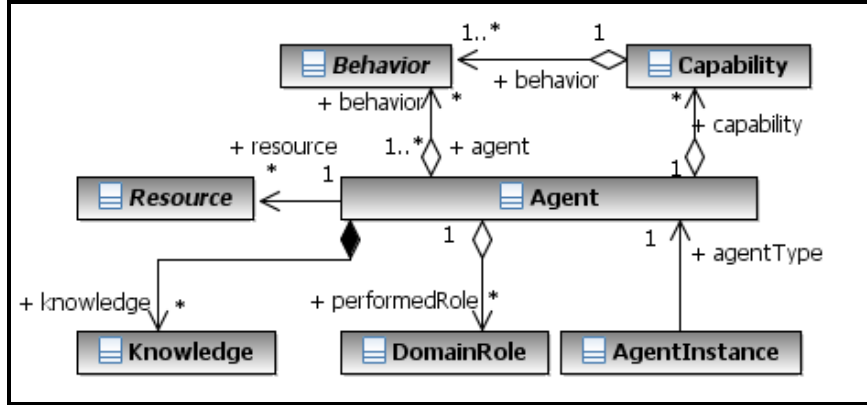 1..*
1
Behavior
Capability
+ behavior
+ behavior
*
*
+ capability
+ resource
1..*
+ agent
*
1
1
Resource
Agent
1
1
+ agentType
+ knowledge
*
+ performedRole
*
Knowledge
DomainRole
AgentInstance